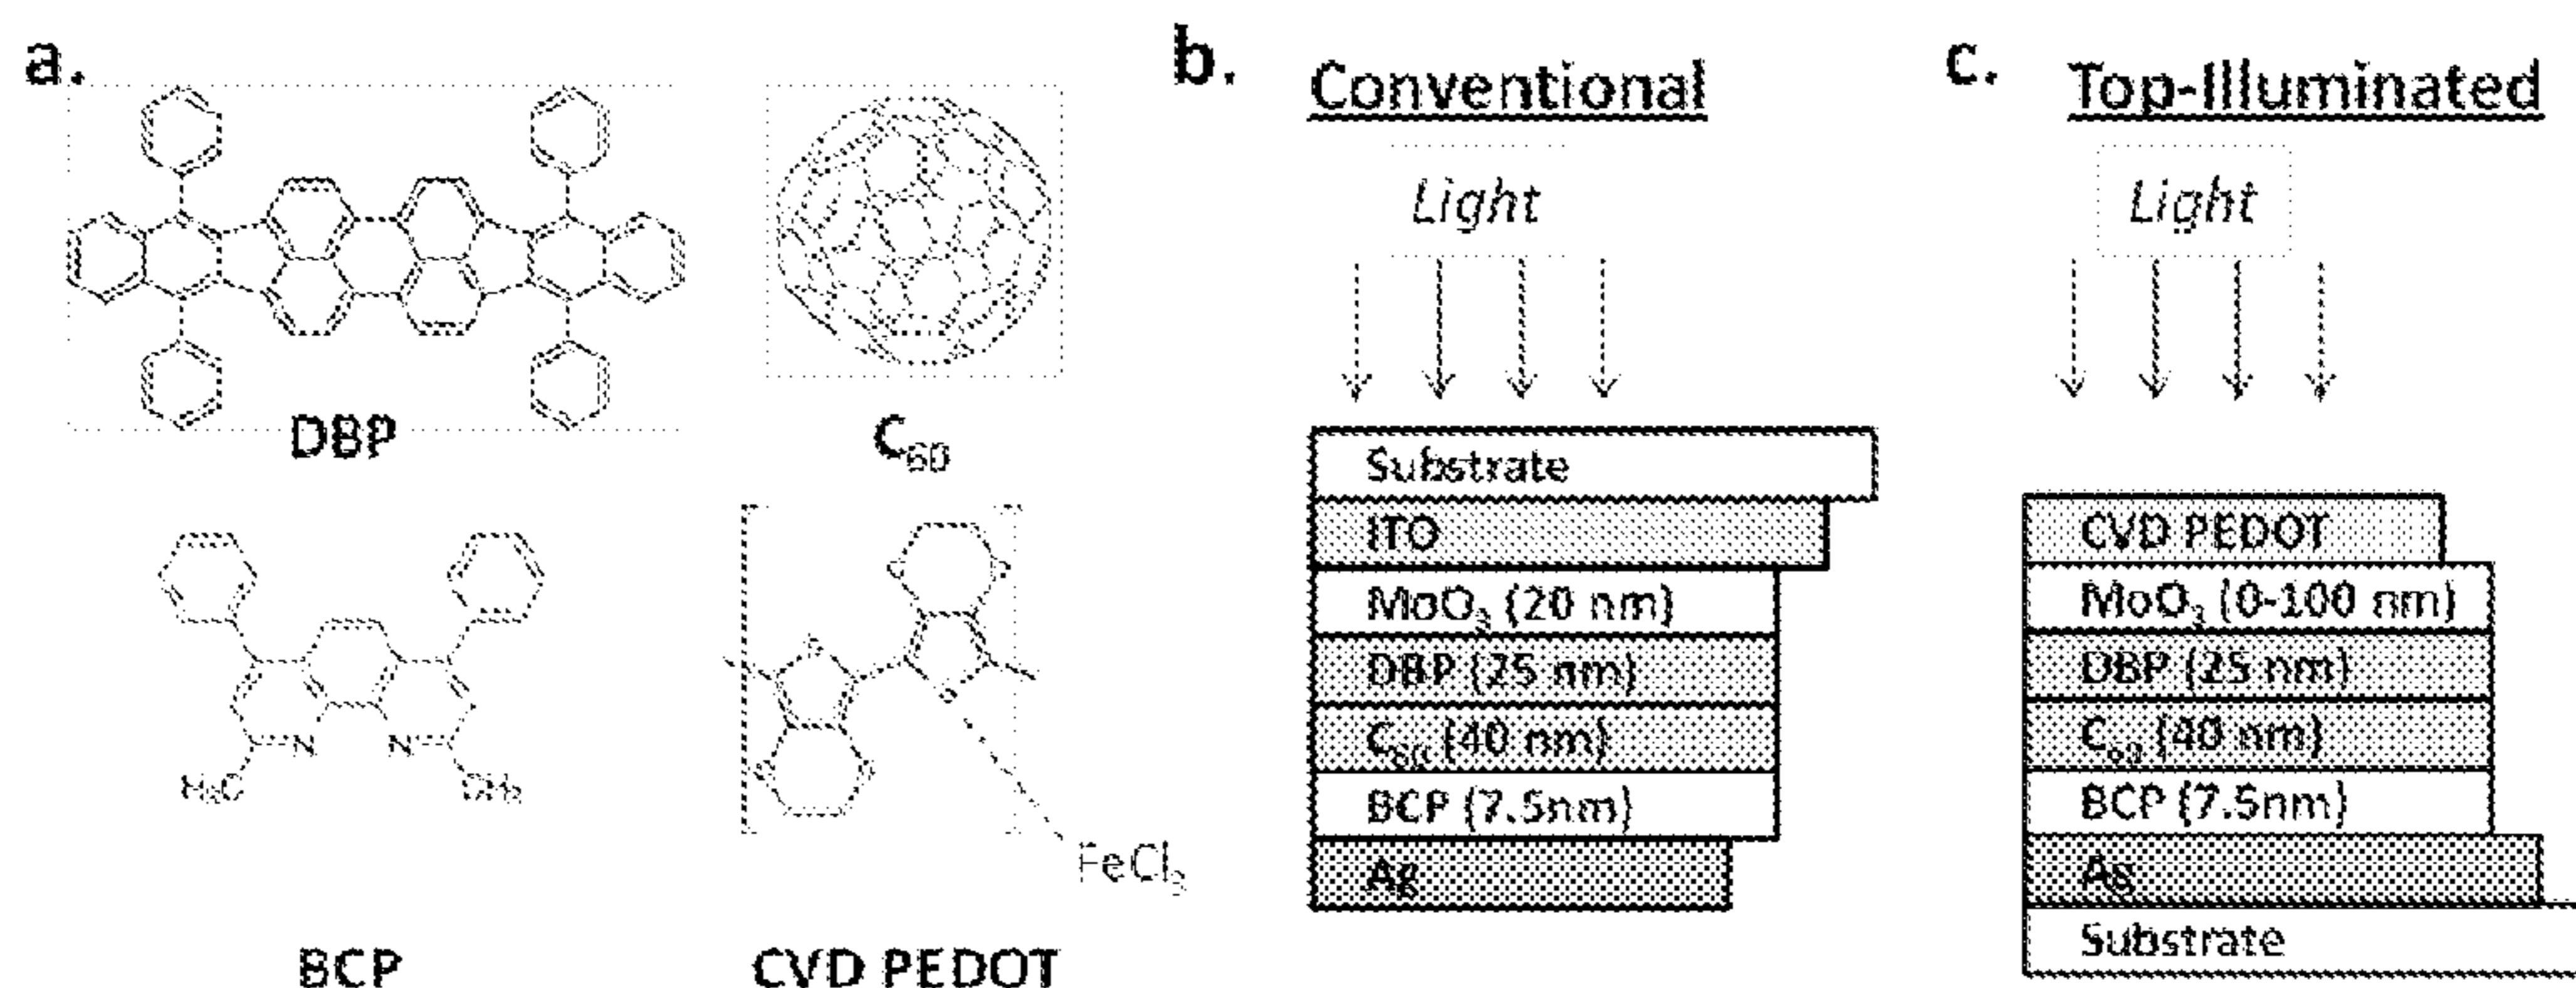 a.
DBP
C60
N N
H3C CH3
BCP
FeCl3
CVD PEDOT
b.
Conventional
Light
Substrate
ITO
MoO3 (20 nm)
DBP (25 nm)
C60 (40 nm)
BCP (7.5nm)
Ag
c.
Top-Illuminated
Light
CVD PEDOT
MoO3 (0-100 nm)
DBP (25 nm)
C60 (40 nm)
BCP (7.5nm)
Ag
Substrate